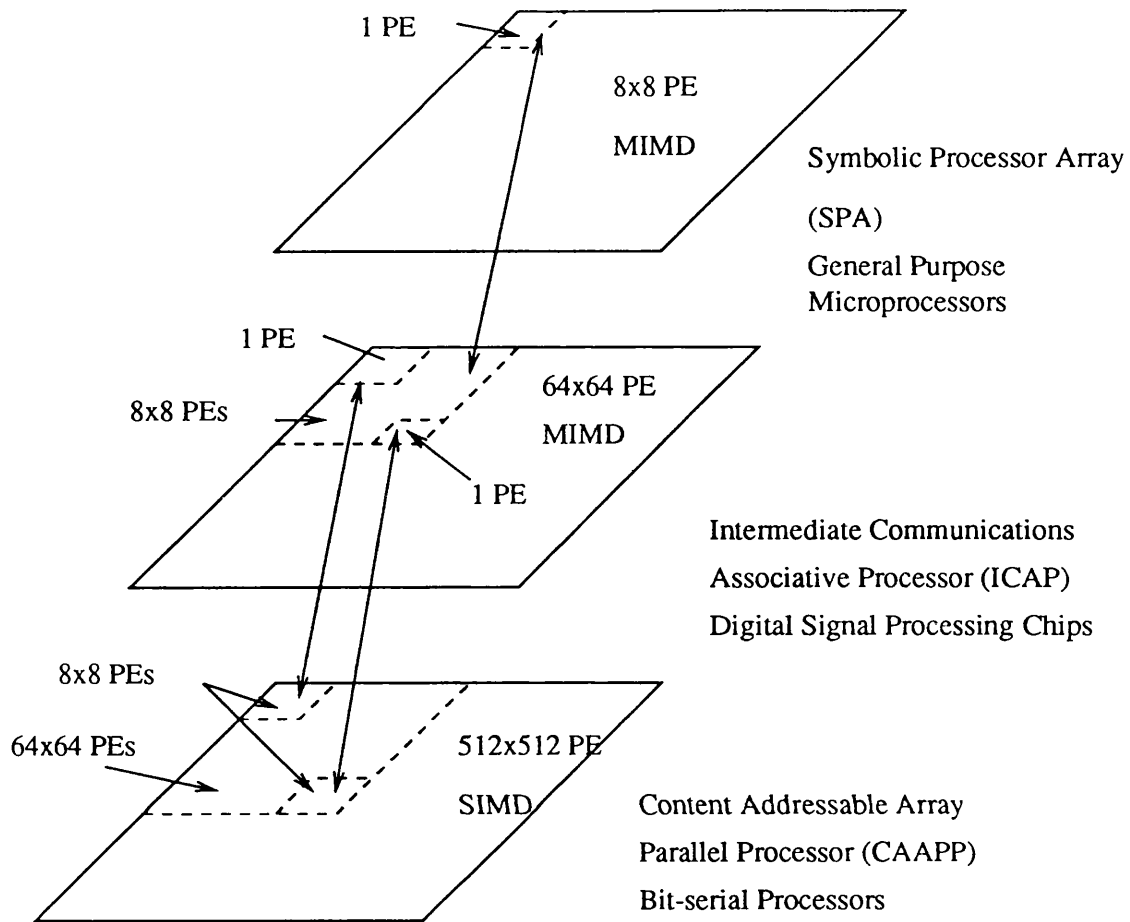 1 PE
8x8 PE
MIMD
Symbolic Processor Array
(SPA)
General Purpose
Microprocessors
1 PE
8x8 PEs
64x64 PE
MIMD
1 PE
Intermediate Communications
Associative Processor (ICAP)
Digital Signal Processing Chips
8x8 PEs
64x64 PEs
512x512 PE
SIMD
Content Addressable Array
Parallel Processor (CAAPP)
Bit-serial Processors